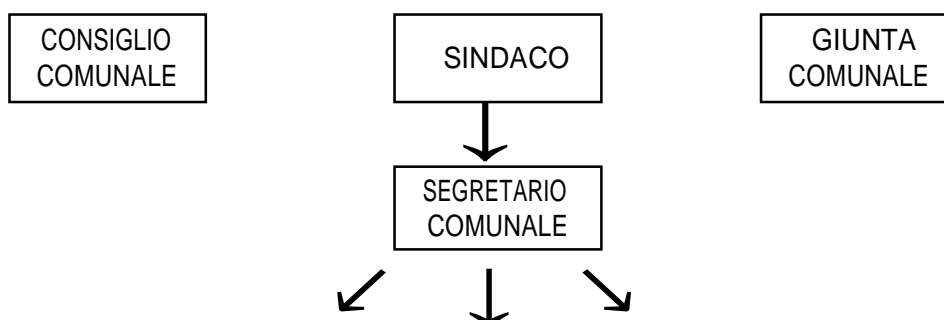 CONSIGLIO
COMUNALE
SINDACO
GIUNTA
COMUNALE
SEGRETARIO
COMUNALE